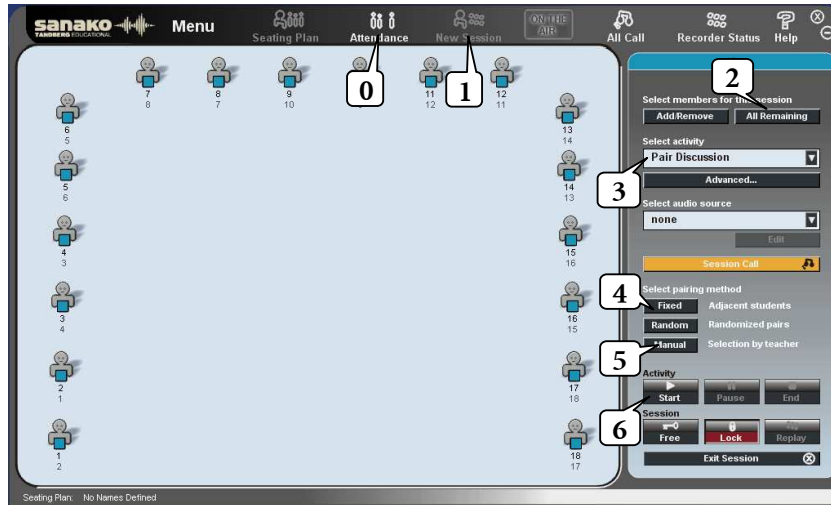 sanako
TANDBERG EDUCATIONAL
Menu
Seating Plan
Attendance
New Session
ON THE AIR
All Call
Recorder Status
Help
0
1
2
3
4
5
6
7
8
8
7
9
10
11
12
12
11
6
5
5
6
4
3
3
4
2
1
1
2
13
14
14
13
15
16
16
15
17
18
18
17
Select members for this session
Add/Remove
All Remaining
Select activity
Pair Discussion
Advanced...
Select audio source
none
Edit
Session Call
Select pairing method
Fixed Adjacent students
Random Randomized pairs
Manual Selection by teacher
Activity
Start Pause End
Session
Free Lock Replay
Exit Session
Seating Plan: No Names Defined